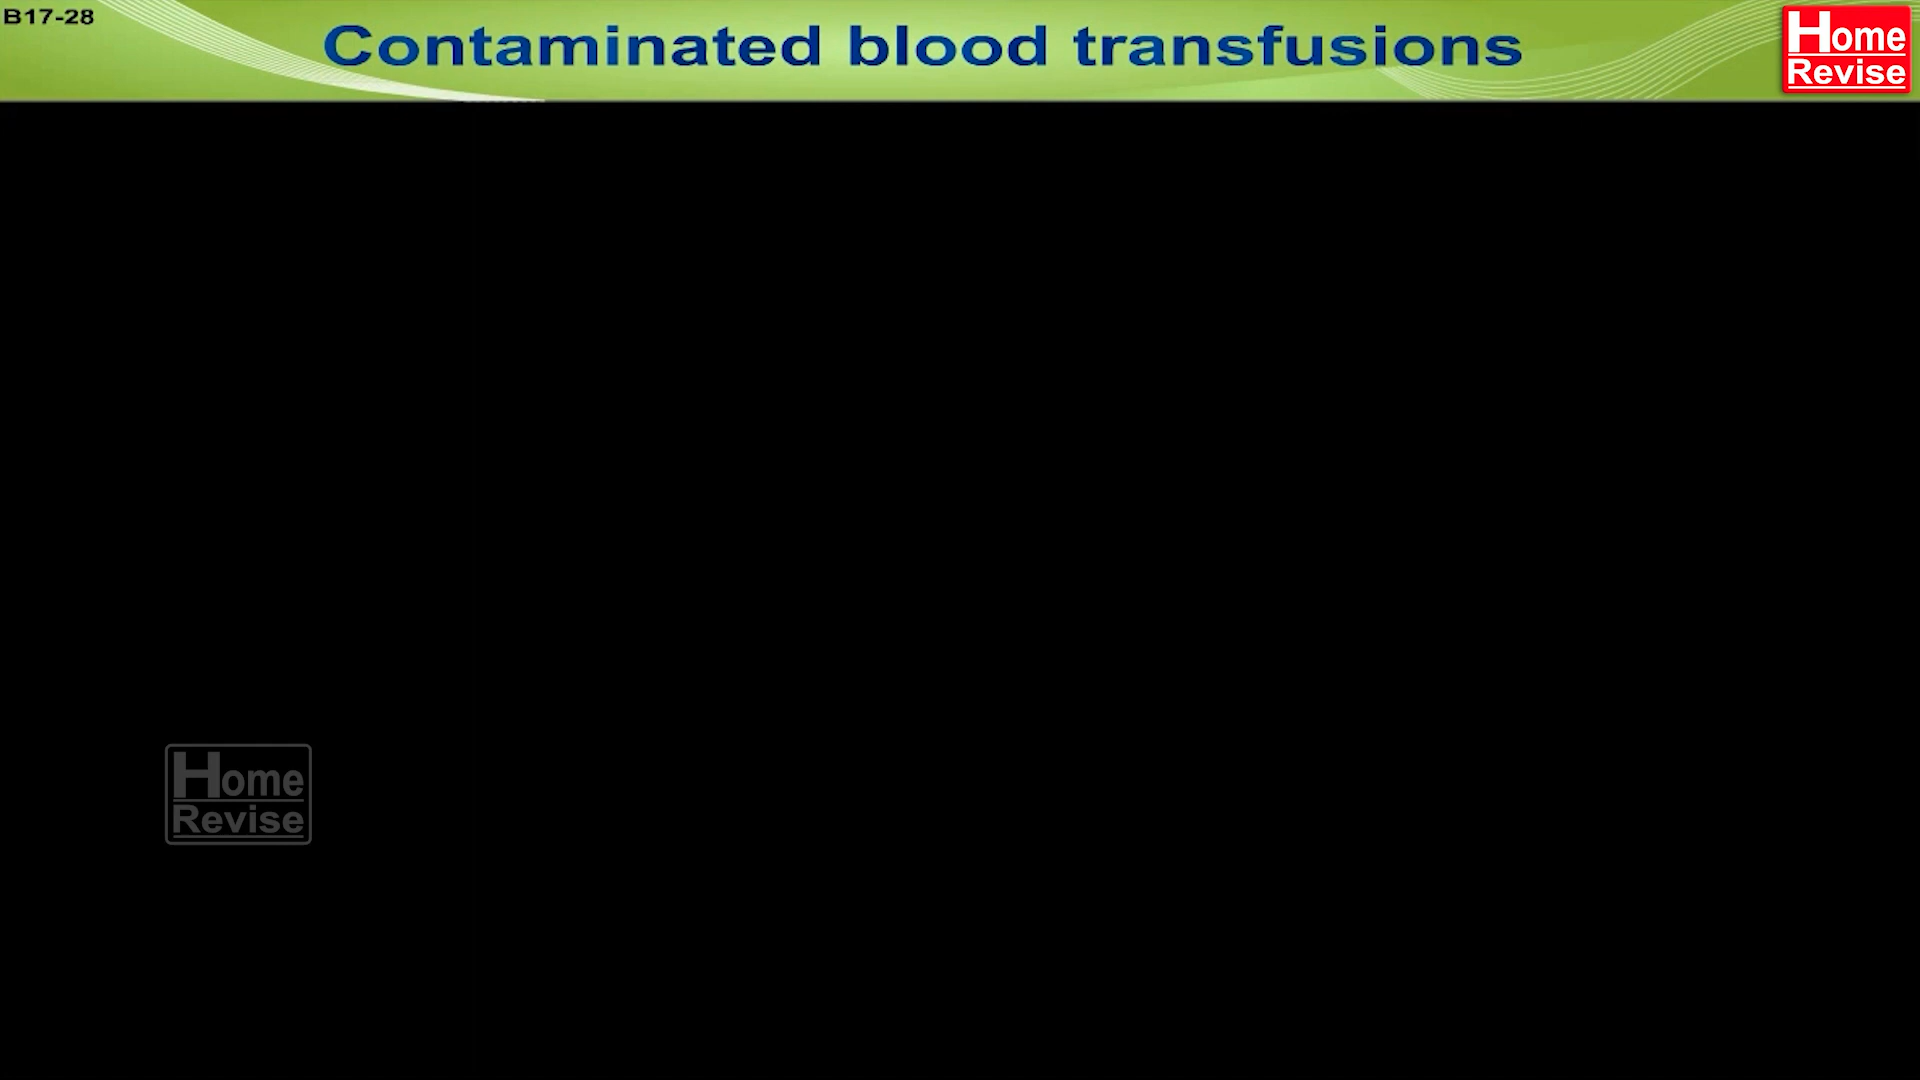 B17-28
Contaminated blood transfusions
Home
Revise
Home
Revise